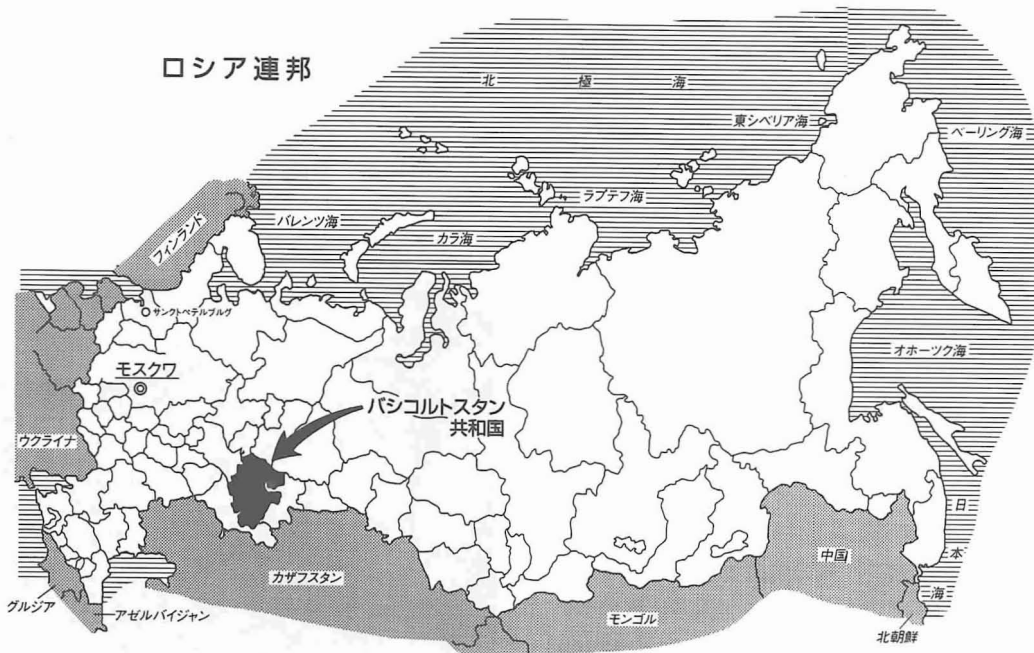 ロシア連邦
北極海
東シベリア海
ベーリング海
ラプテフ海
バレンツ海
カラ海
フィンランド
サンクトペテルブルグ
モスクワ
オホーツク海
バシコルトスタン
共和国
ウクライナ
日本海
中国
カザフスタン
グルジア
アゼルバイジャン
モンゴル
北朝鮮